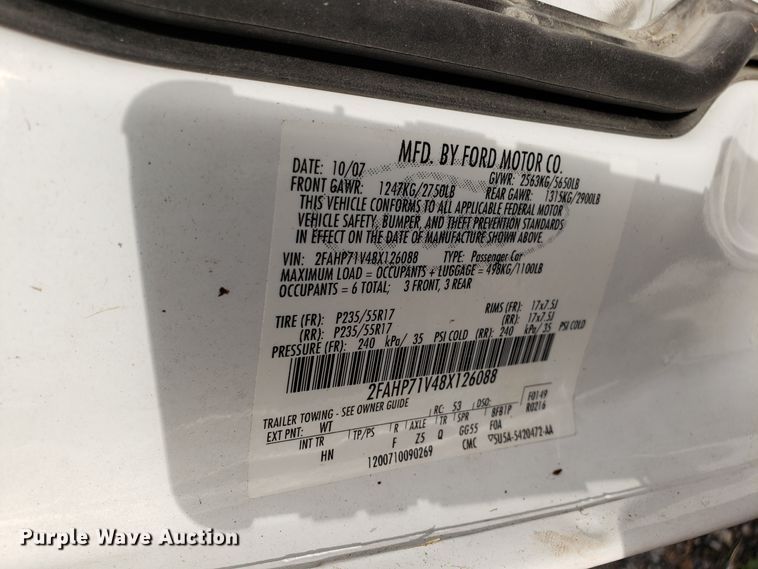 MFD. BY FORD MOTOR CO.
DATE: 10/07 GVWR: 2563KG/5650LB
FRONT GAWR: 1247KG/2750LB REAR GAWR: 1315KG/2900LB
THIS VEHICLE CONFORMS TO ALL APPLICABLE FEDERAL MOTOR
VEHICLE SAFETY, BUMPER, AND THEFT PREVENTION STANDARDS
IN EFFECT ON THE DATE OF MANUFACTURE SHOWN ABOVE.
VIN: 2FAHP71V48X126088 TYPE: Passenger Car
MAXIMUM LOAD = OCCUPANTS + LUGGAGE = 498KG/1100LB
OCCUPANTS = 6 TOTAL; 3 FRONT, 3 REAR
TIRE (FR): P235/55R17 RIMS (FR): 17x7.5J
(RR): P235/55R17 (RR): 17x7.5J
PRESSURE (FR): 240 kPa/ 35 PSI COLD (RR): 240 kPa/ 35 PSI COLD
2FAHP71V48X126088
TRAILER TOWING - SEE OWNER GUIDE RC: 53 DSO: F0149
EXT PNT: WT 8FB1P R0216
INT TR TP/PS R AXLE TR SPR F0A
HN F Z5 Q GG55 CMC 5U5A-5420472-AA
1200710090269
Purple Wave Auction